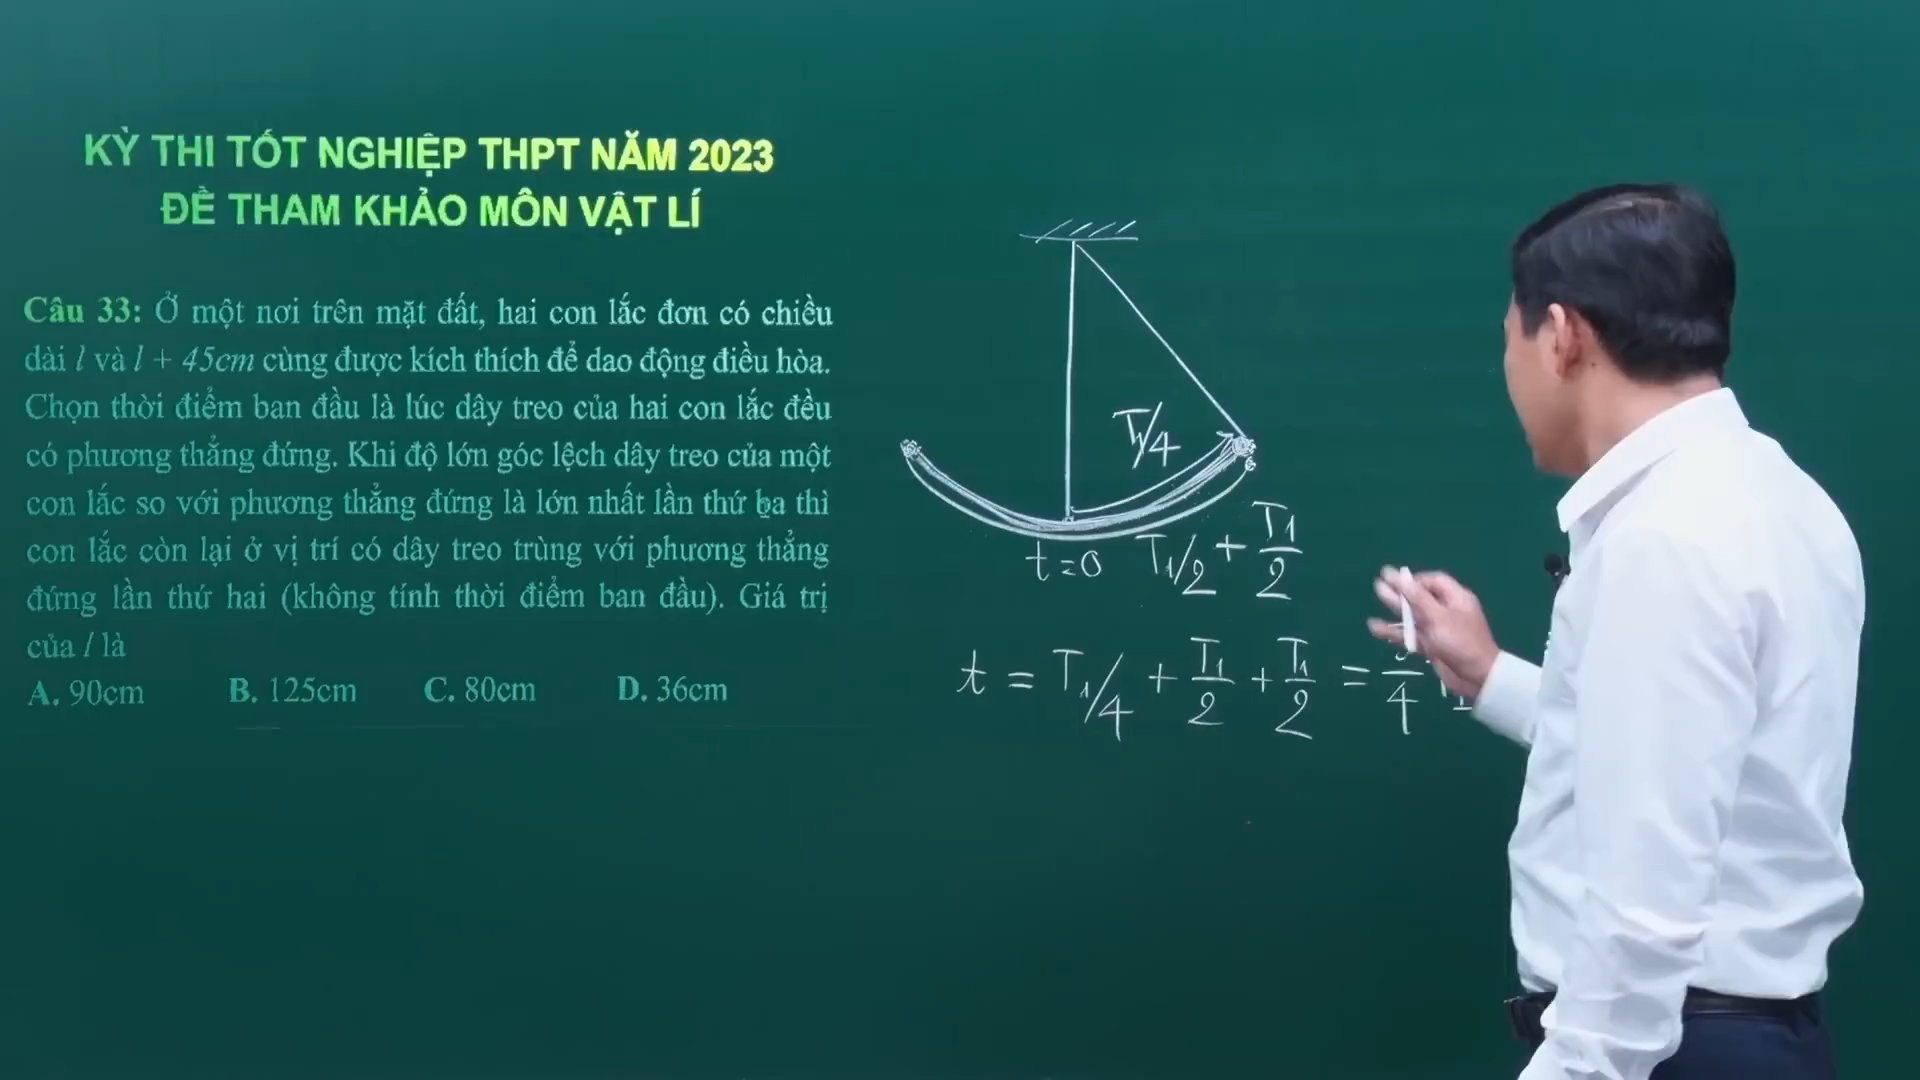 KỲ THI TỐT NGHIỆP THPT NĂM 2023
ĐỀ THAM KHẢO MÔN VẬT LÍ
Câu 33: Ở một nơi trên mặt đất, hai con lắc đơn có chiều
dài l và l + 45cm cùng được kích thích để dao động điều hòa.
Chọn thời điểm ban đầu là lúc dây treo của hai con lắc đều
có phương thẳng đứng. Khi độ lớn góc lệch dây treo của một
con lắc so với phương thẳng đứng là lớn nhất lần thứ ba thì
con lắc còn lại ở vị trí có dây treo trùng với phương thẳng
đứng lần thứ hai (không tính thời điểm ban đầu). Giá trị
của l là
A. 90cm B. 125cm C. 80cm D. 36cm
T₁/4
t = 0 T₁/2 + T₁/2
t = T₁/4 + T₁/2 + T₁/2 = /4